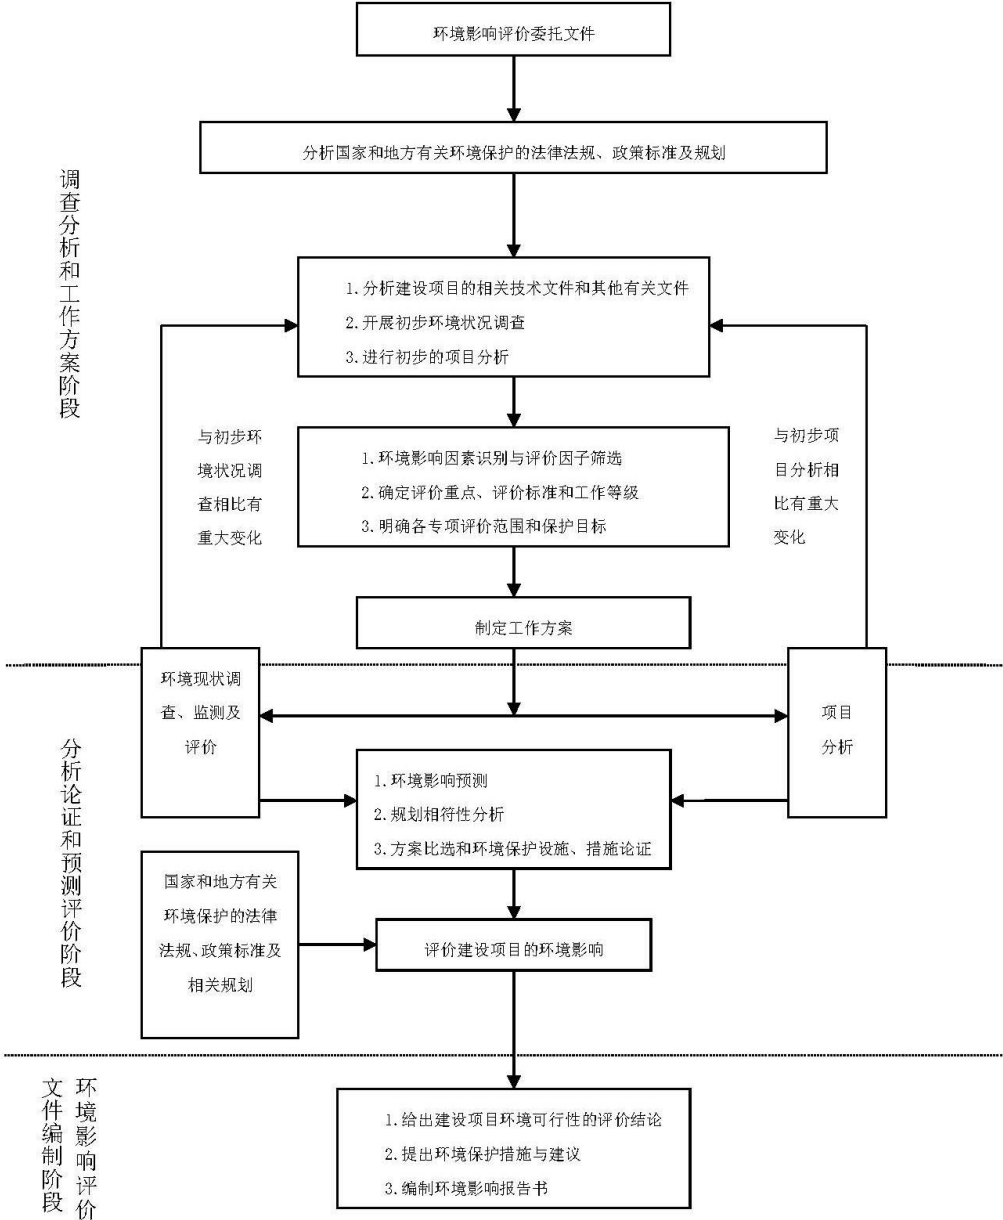 环境影响评价委托文件
分析国家和地方有关环境保护的法律法规、政策标准及规划
调查分析和工作方案阶段
1.分析建设项目的相关技术文件和其他有关文件
2.开展初步环境状况调查
3.进行初步的项目分析
与初步环
境状况调
查相比有
重大变化
1.环境影响因素识别与评价因子筛选
2.确定评价重点、评价标准和工作等级
3.明确各专项评价范围和保护目标
与初步项
目分析相
比有重大
变化
制定工作方案
环境现状调
查、监测及
评价
项目
分析
分析论证和预测评价阶段
1.环境影响预测
2.规划相符性分析
3.方案比选和环境保护设施、措施论证
国家和地方有关
环境保护的法律
法规、政策标准及
相关规划
评价建设项目的环境影响
环境影响评价
文件编制阶段
1.给出建设项目环境可行性的评价结论
2.提出环境保护措施与建议
3.编制环境影响报告书